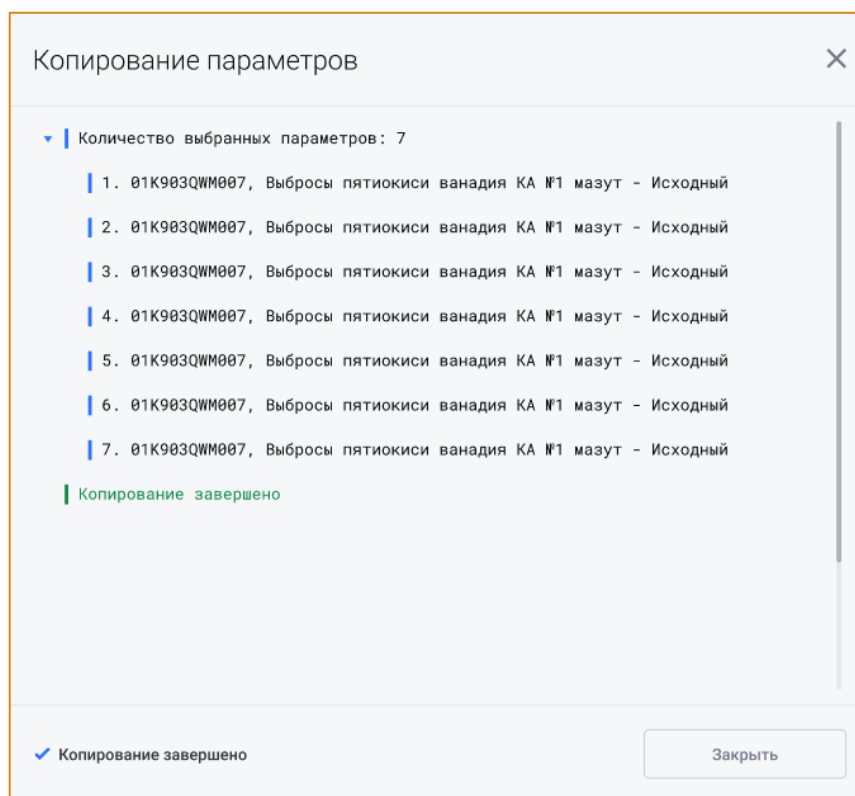 Копирование параметров
Количество выбранных параметров: 7
1. 01K903QWM007, Выбросы пятиокиси ванадия КА №1 мазут - Исходный
2. 01K903QWM007, Выбросы пятиокиси ванадия КА №1 мазут - Исходный
3. 01K903QWM007, Выбросы пятиокиси ванадия КА №1 мазут - Исходный
4. 01K903QWM007, Выбросы пятиокиси ванадия КА №1 мазут - Исходный
5. 01K903QWM007, Выбросы пятиокиси ванадия КА №1 мазут - Исходный
6. 01K903QWM007, Выбросы пятиокиси ванадия КА №1 мазут - Исходный
7. 01K903QWM007, Выбросы пятиокиси ванадия КА №1 мазут - Исходный
Копирование завершено
Копирование завершено
Закрыть